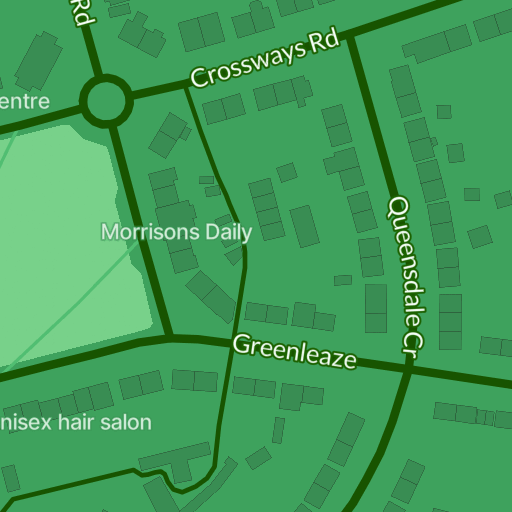 Rd
Crossways Rd
entre
Queensdale Cr
Morrisons Daily
Greenleaze
nisex hair salon